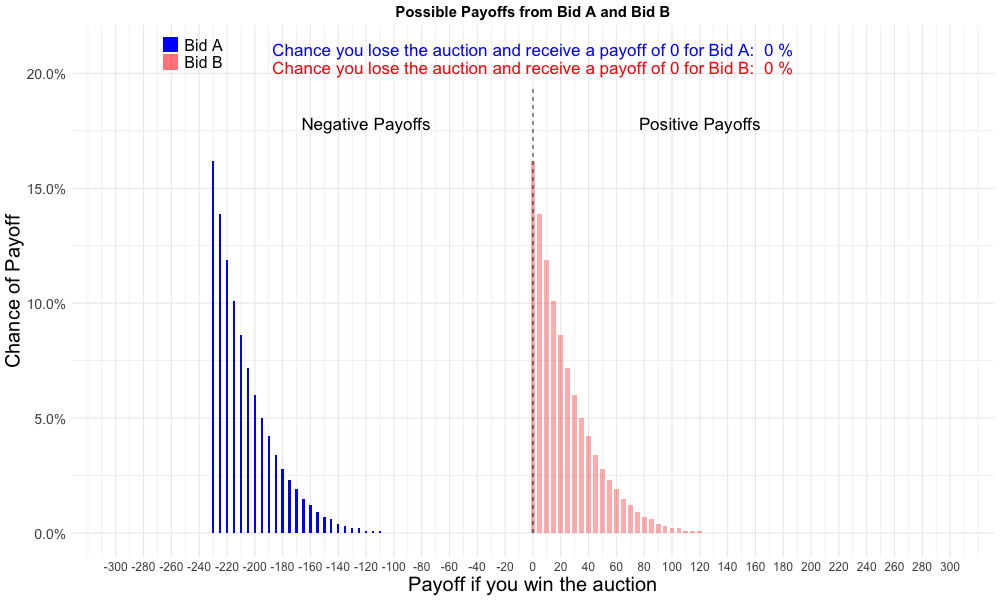 Possible Payoffs from Bid A and Bid B
Bid A
Bid B
Chance you lose the auction and receive a payoff of 0 for Bid A:  0 %
Chance you lose the auction and receive a payoff of 0 for Bid B:  0 %
Negative Payoffs
Positive Payoffs
Chance of Payoff
20.0%
15.0%
10.0%
5.0%
0.0%
-300 -280 -260 -240 -220 -200 -180 -160 -140 -120 -100 -80 -60 -40 -20 0 20 40 60 80 100 120 140 160 180 200 220 240 260 280 300
Payoff if you win the auction